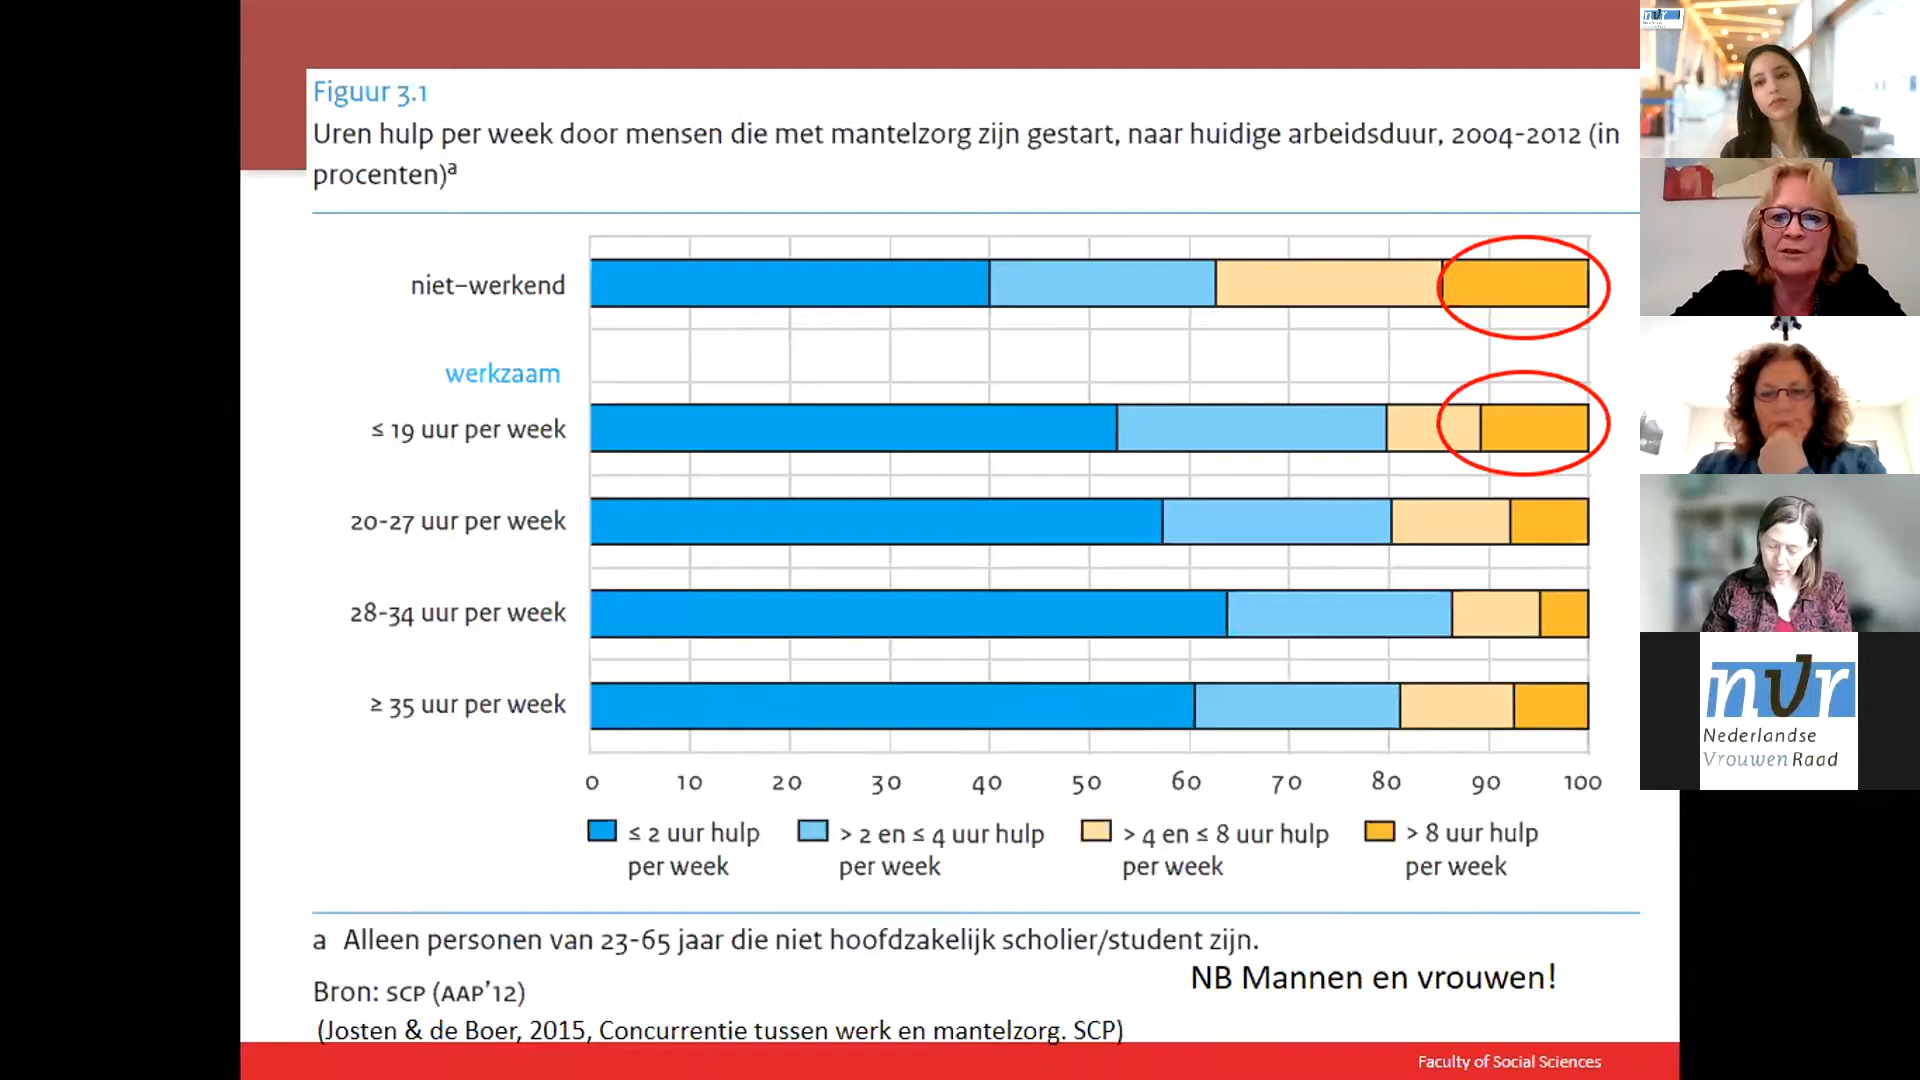 Figuur 3.1
Uren hulp per week door mensen die met mantelzorg zijn gestart, naar huidige arbeidsduur, 2004-2012 (in
procenten)ᵃ
niet-werkend
werkzaam
≤ 19 uur per week
20-27 uur per week
28-34 uur per week
≥ 35 uur per week
0 10 20 30 40 50 60 70 80 90 100
≤ 2 uur hulp
per week
> 2 en ≤ 4 uur hulp
per week
> 4 en ≤ 8 uur hulp
per week
> 8 uur hulp
per week
a Alleen personen van 23-65 jaar die niet hoofdzakelijk scholier/student zijn.
NB Mannen en vrouwen!
Bron: SCP (AAP'12)
(Josten & de Boer, 2015, Concurrentie tussen werk en mantelzorg. SCP)
Faculty of Social Sciences
nvr
nvr
Nederlandse
VrouwenRaad